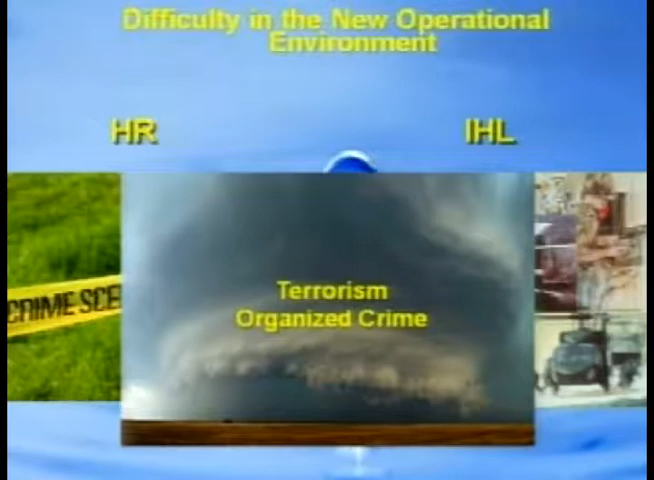 Difficulty in the New Operational
Environment
HR
IHL
CRIME SCE
Terrorism
Organized Crime